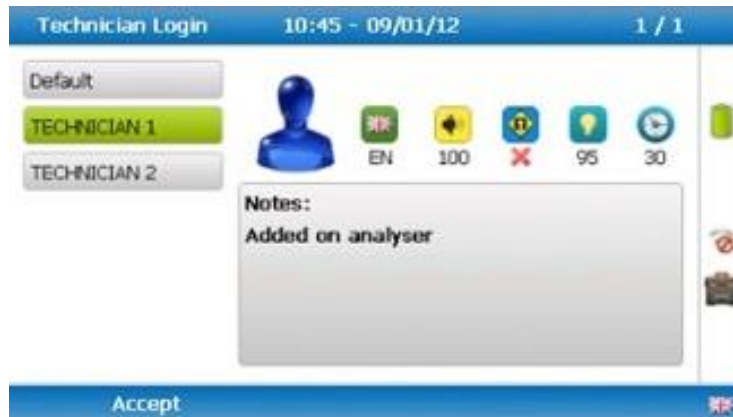 Technician Login 10:45 - 09/01/12 1 / 1
Default
TECHNICIAN 1
TECHNICIAN 2
EN 100 95 30
Notes:
Added on analyser
Accept